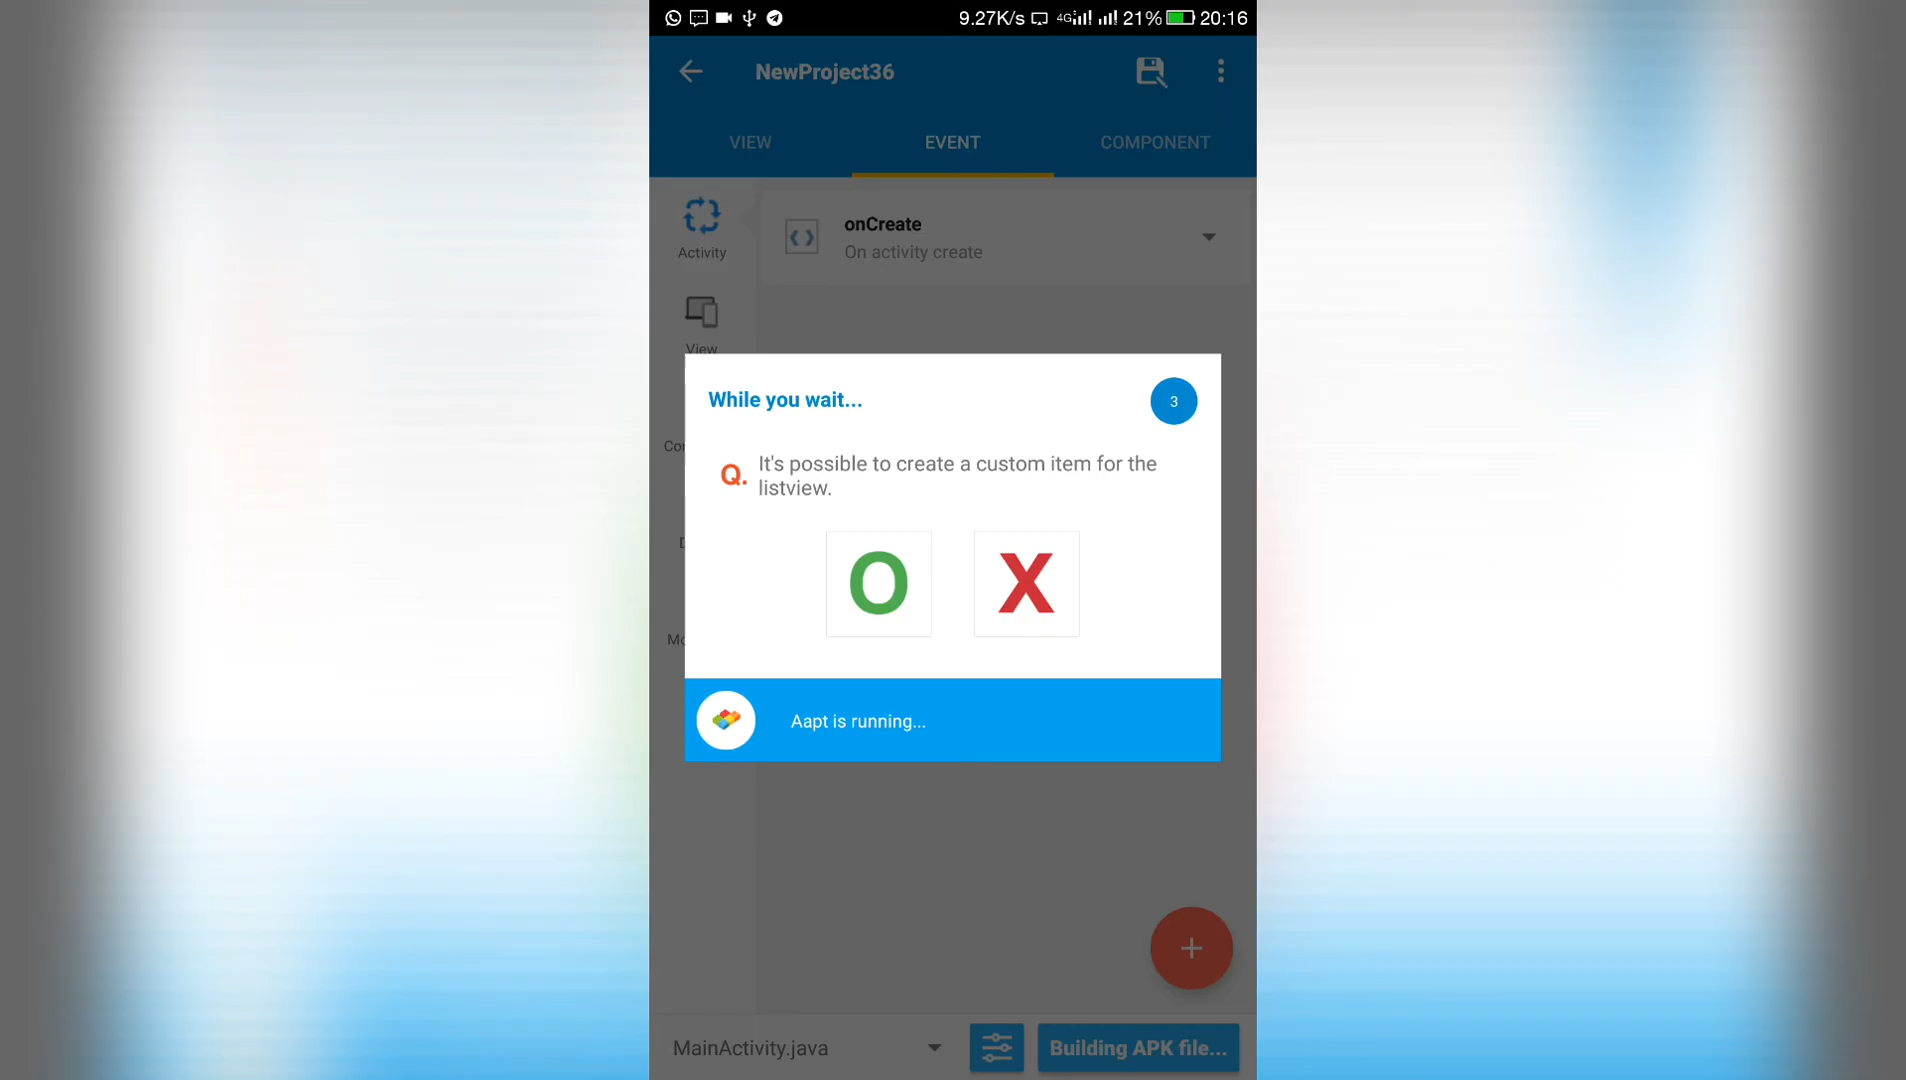 9.27K/s 4G 21% 20:16
NewProject36
VIEW EVENT COMPONENT
onCreate
On activity create
Activity
View
While you wait...
3
Q. It's possible to create a custom item for the
listview.
O X
Aapt is running...
MainActivity.java
Building APK file...